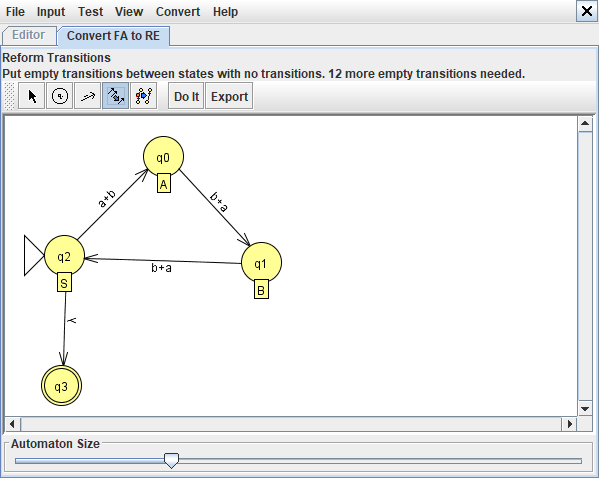 File Input Test View Convert Help
Editor Convert FA to RE
Reform Transitions
Put empty transitions between states with no transitions. 12 more empty transitions needed.
Do It Export
q0
A
a+b
b+a
q2
S
b+a
q1
B
λ
q3
Automaton Size